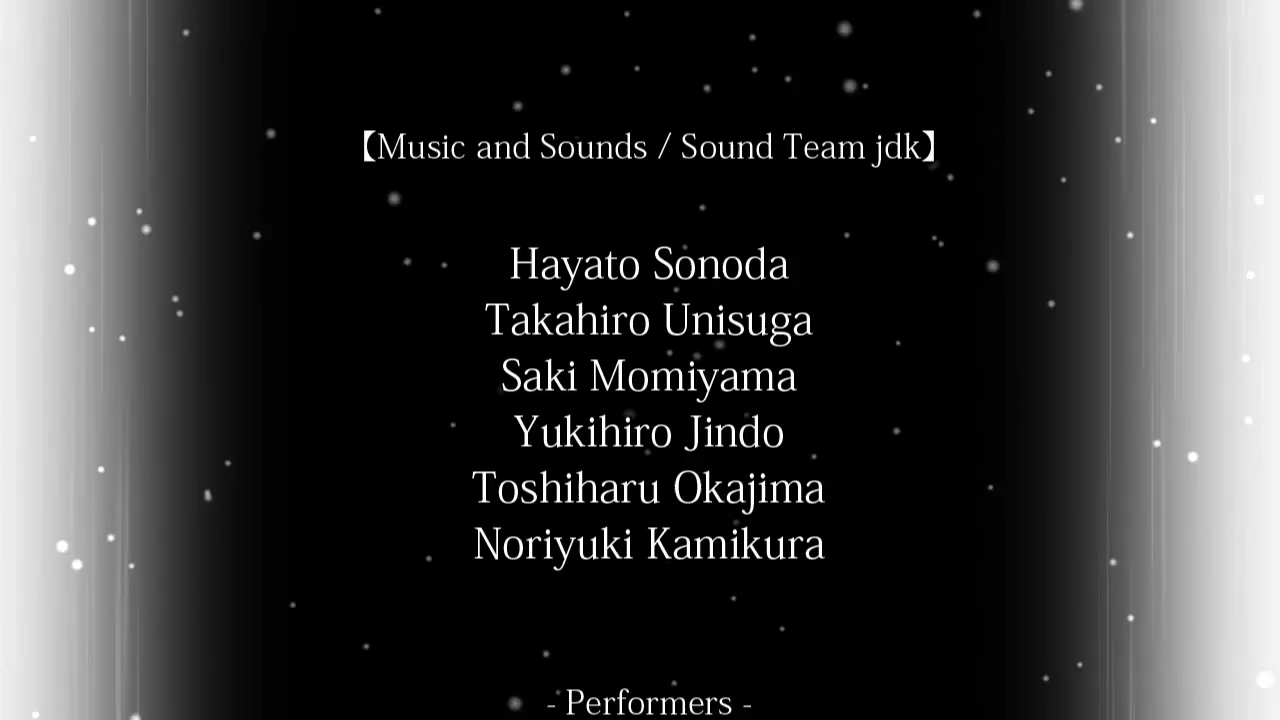 【Music and Sounds / Sound Team jdk】
Hayato Sonoda
Takahiro Unisuga
Saki Momiyama
Yukihiro Jindo
Toshiharu Okajima
Noriyuki Kamikura
- Performers -